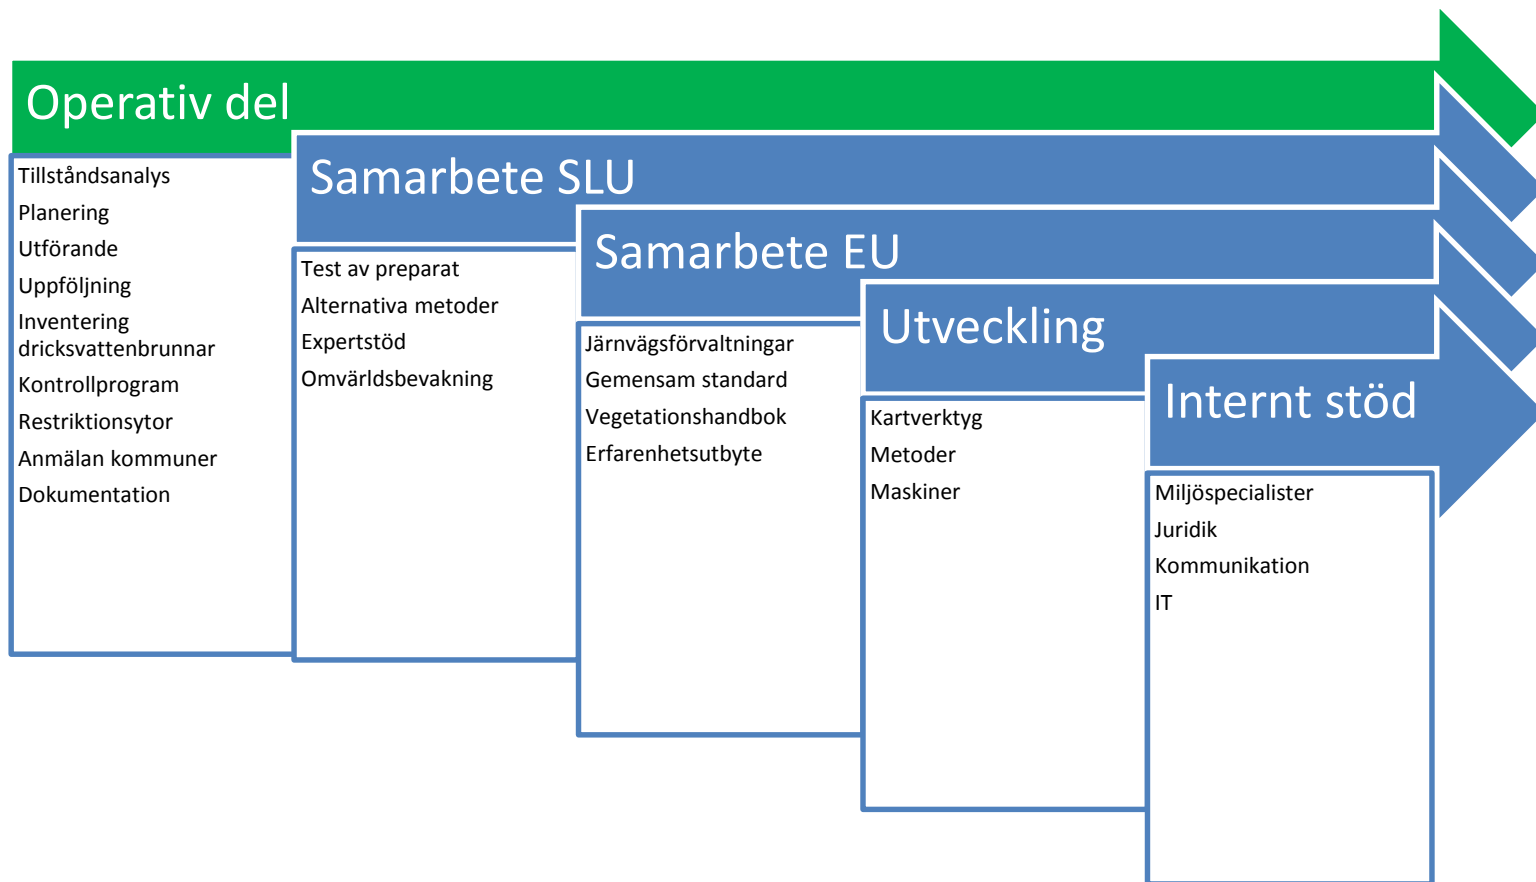 Operativ del
Tillståndsanalys
Planering
Utförande
Uppföljning
Inventering
dricksvattenbrunnar
Kontrollprogram
Restriktionsytor
Anmälan kommuner
Dokumentation
Samarbete SLU
Test av preparat
Alternativa metoder
Expertstöd
Omvärldsbevakning
Samarbete EU
Järnvägsförvaltningar
Gemensam standard
Vegetationshandbok
Erfarenhetsutbyte
Utveckling
Kartverktyg
Metoder
Maskiner
Internt stöd
Miljöspecialister
Juridik
Kommunikation
IT